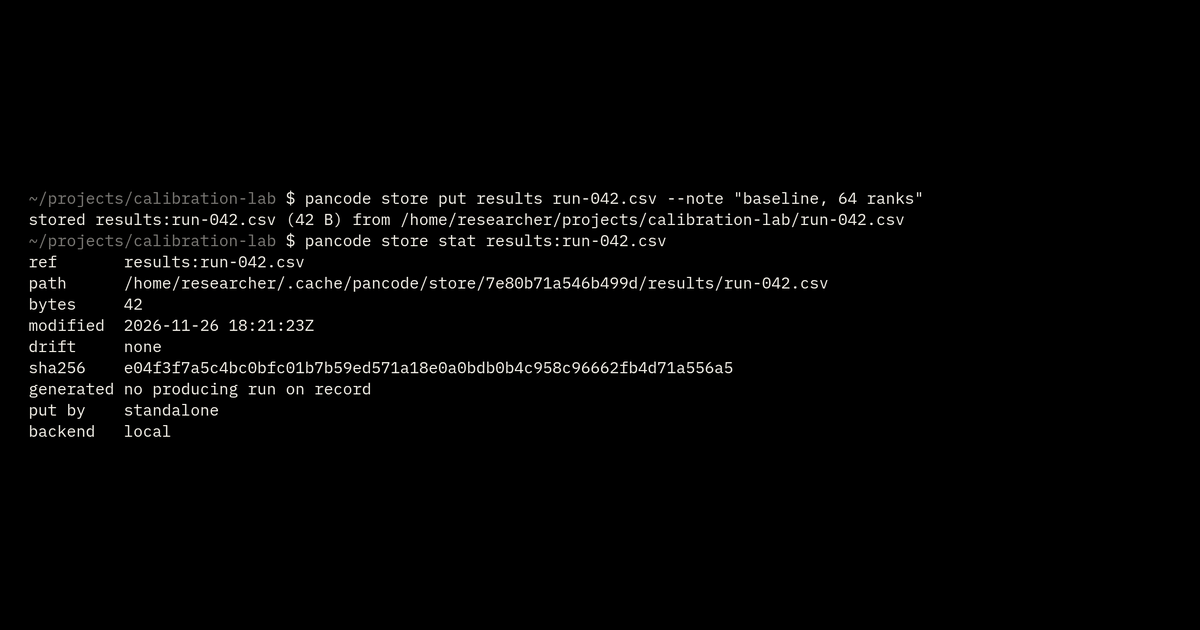 ~/projects/calibration-lab $ pancode store put results run-042.csv --note "baseline, 64 ranks"
stored results:run-042.csv (42 B) from /home/researcher/projects/calibration-lab/run-042.csv
~/projects/calibration-lab $ pancode store stat results:run-042.csv
ref       results:run-042.csv
path      /home/researcher/.cache/pancode/store/7e80b71a546b499d/results/run-042.csv
bytes     42
modified  2026-11-26 18:21:23Z
drift     none
sha256    e04f3f7a5c4bc0bfc01b7b59ed571a18e0a0bdb0b4c958c96662fb4d71a556a5
generated no producing run on record
put by    standalone
backend   local